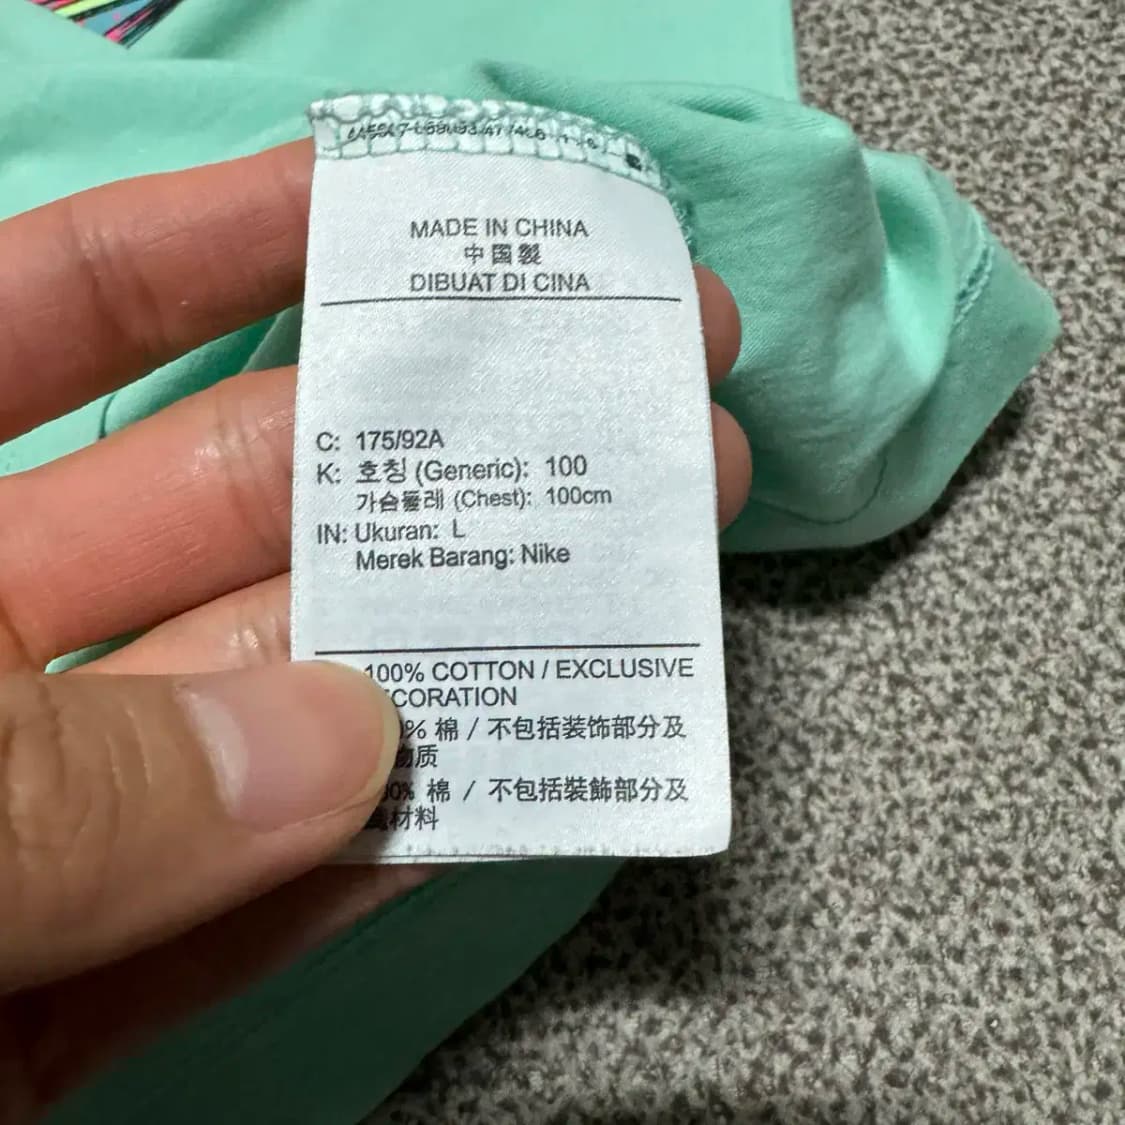 MADE IN CHINA
中国製
DIBUAT DI CINA
C: 175/92A
K: 호칭 (Generic): 100
가슴둘레 (Chest): 100cm
IN: Ukuran: L
Merek Barang: Nike
100% COTTON / EXCLUSIVE
CORATION
% 棉 / 不包括装饰部分及
物质
0% 棉 / 不包括裝飾部分及
材料